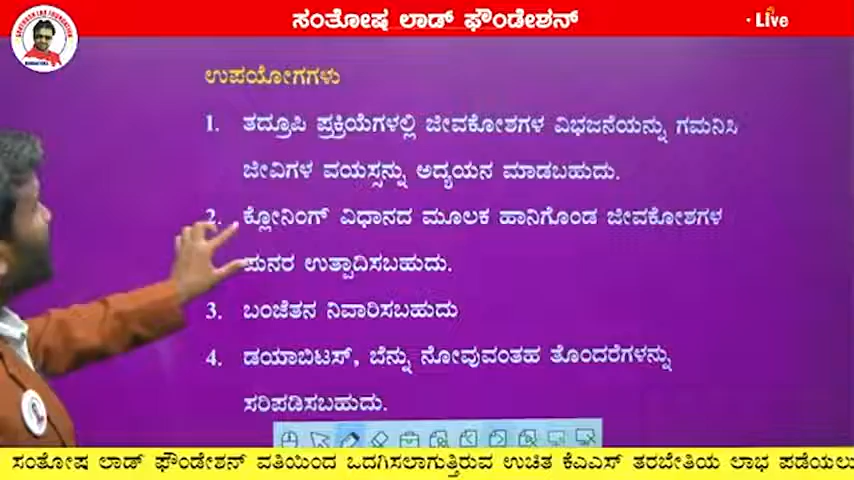 ಸಂತೋಷ ಲಾಡ್ ಫೌಂಡೇಶನ್
Live
ಉಪಯೋಗಗಳು
1. ತದ್ರೂಪಿ ಪ್ರಕ್ರಿಯೆಗಳಲ್ಲಿ ಜೀವಕೋಶಗಳ ವಿಭಜನೆಯನ್ನು ಗಮನಿಸಿ
ಜೀವಿಗಳ ವಯಸ್ಸನ್ನು ಅಧ್ಯಯನ ಮಾಡಬಹುದು.
2. ಕ್ಲೋನಿಂಗ್ ವಿಧಾನದ ಮೂಲಕ ಹಾನಿಗೊಂಡ ಜೀವಕೋಶಗಳ
ಪುನರ ಉತ್ಪಾದಿಸಬಹುದು.
3. ಬಂಜೆತನ ನಿವಾರಿಸಬಹುದು
4. ಡಯಾಬಿಟಸ್, ಬೆನ್ನು ನೋವುವಂತಹ ತೊಂದರೆಗಳನ್ನು
ಸರಿಪಡಿಸಬಹುದು.
ಸಂತೋಷ ಲಾಡ್ ಫೌಂಡೇಶನ್ ವತಿಯಿಂದ ಒದಗಿಸಲಾಗುತ್ತಿರುವ ಉಚಿತ ಕೆಎಎಸ್ ತರಬೇತಿಯ ಲಾಭ ಪಡೆಯಲು